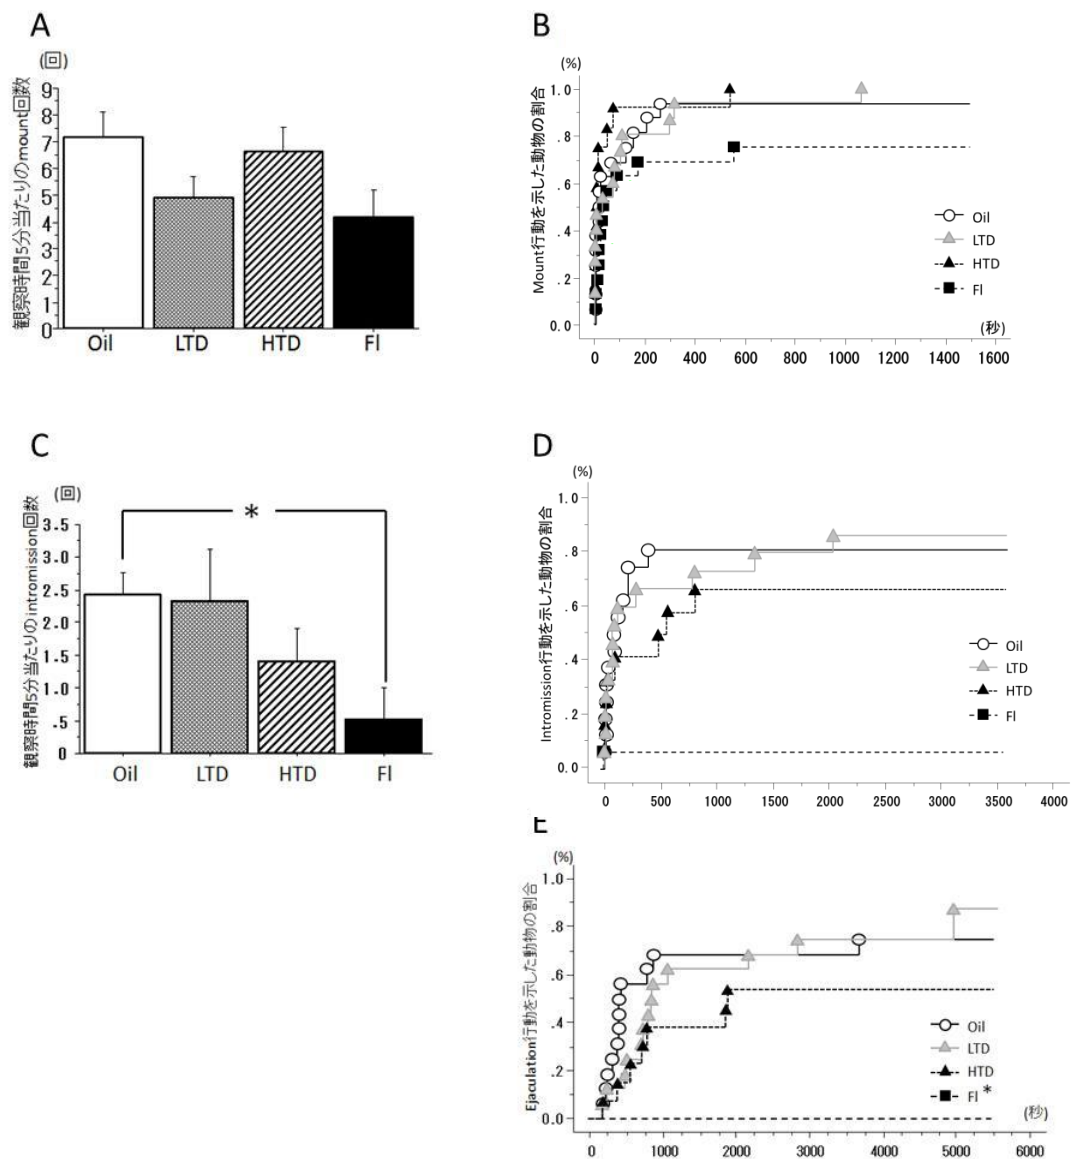 A
(回)
観察時間5分当たりのmount回数
9
8
7
6
5
4
3
2
1
0
Oil LTD HTD Fl
B
(%)
Mount行動を示した動物の割合
1.0
.8
.6
.4
.2
0.0
Oil
LTD
HTD
Fl
(秒)
0 200 400 600 800 1000 1200 1400 1600
C
(回)
観察時間5分当たりのintromission回数
*
3.5
3.0
2.5
2.0
1.5
1.0
.5
0
Oil LTD HTD Fl
D
(%)
Intromission行動を示した動物の割合
1.0
.8
.6
.4
.2
0.0
Oil
LTD
HTD
Fl
0 500 1000 1500 2000 2500 3000 3500 4000
E
(%)
Ejaculation行動を示した動物の割合
1.0
.8
.6
.4
.2
0.0
Oil
LTD
HTD
Fl *
(秒)
0 1000 2000 3000 4000 5000 6000